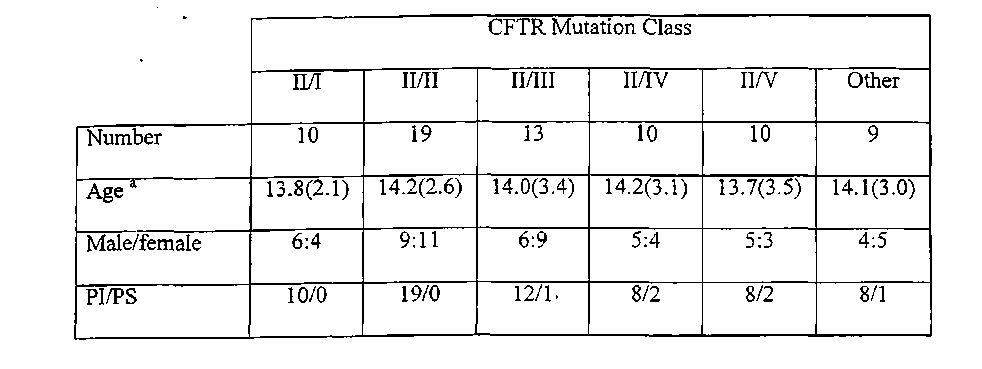 CFTR Mutation Class
II/I II/II II/III II/IV II/V Other
Number 10 19 13 10 10 9
Age a 13.8(2.1) 14.2(2.6) 14.0(3.4) 14.2(3.1) 13.7(3.5) 14.1(3.0)
Male/female 6:4 9:11 6:9 5:4 5:3 4:5
PI/PS 10/0 19/0 12/1 8/2 8/2 8/1